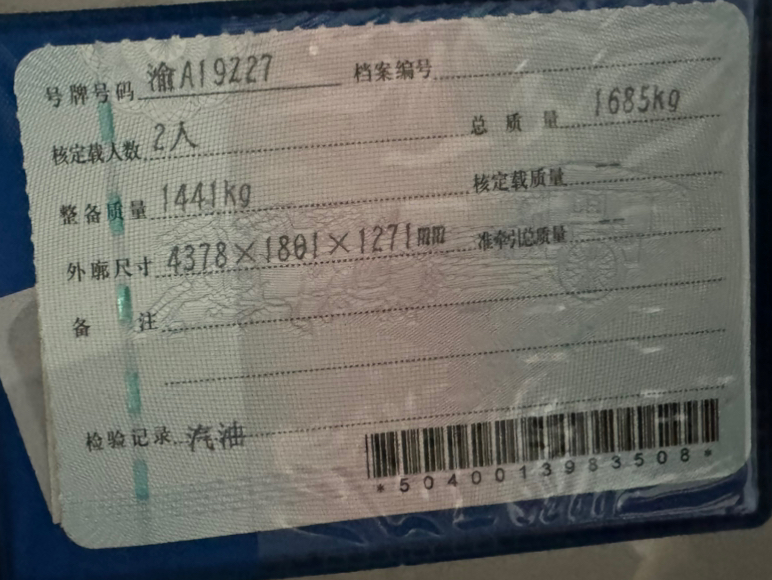 号牌号码 渝A19227 档案编号
核定载人数 2人 总质量 1685kg
整备质量 1441kg 核定载质量 --
外廓尺寸 4378×1801×1271mm 准牵引总质量 --
备注
检验记录 汽油
*5040013983508*